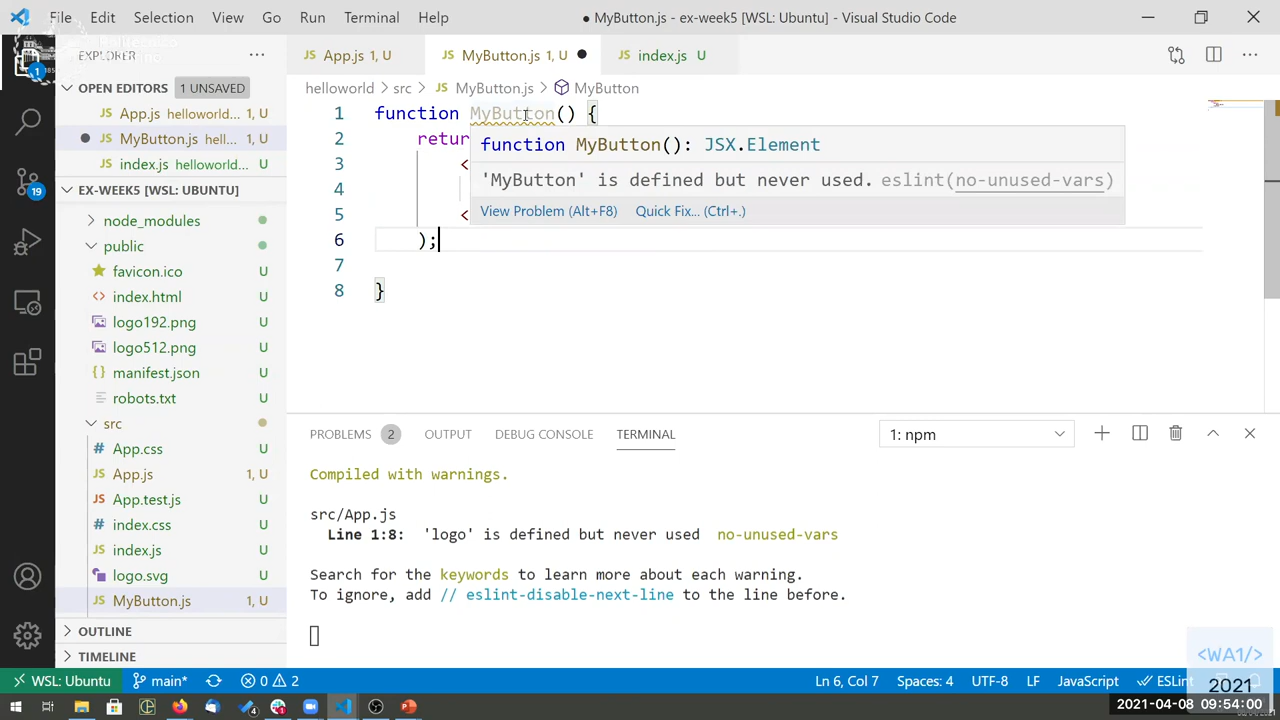 File Edit Selection View Go Run Terminal Help
● MyButton.js - ex-week5 [WSL: Ubuntu] - Visual Studio Code
EXPLORER
OPEN EDITORS 1 UNSAVED
JS App.js helloworld... 1, U
● JS MyButton.js hell... 1, U
JS index.js helloworld... U
EX-WEEK5 [WSL: UBUNTU]
node_modules
public
favicon.ico U
<> index.html U
logo192.png U
logo512.png U
manifest.json U
robots.txt U
src
JS App.css U
JS App.js 1, U
JS App.test.js U
index.css U
JS index.js U
logo.svg U
JS MyButton.js 1, U
OUTLINE
TIMELINE
1
19
JS App.js 1, U
JS MyButton.js 1, U ●
JS index.js U
helloworld > src > JS MyButton.js > MyButton
1 function MyButton() {
2 retur
3 <
4
5 <
6 );
7
8 }
function MyButton(): JSX.Element
'MyButton' is defined but never used. eslint(no-unused-vars)
View Problem (Alt+F8) Quick Fix... (Ctrl+.)
PROBLEMS 2 OUTPUT DEBUG CONSOLE TERMINAL
1: npm
Compiled with warnings.
src/App.js
Line 1:8: 'logo' is defined but never used no-unused-vars
Search for the keywords to learn more about each warning.
To ignore, add // eslint-disable-next-line to the line before.
<WA1/>
2021
WSL: Ubuntu main* 0 2
Ln 6, Col 7 Spaces: 4 UTF-8 LF JavaScript ESLint
2021-04-08 09:54:00